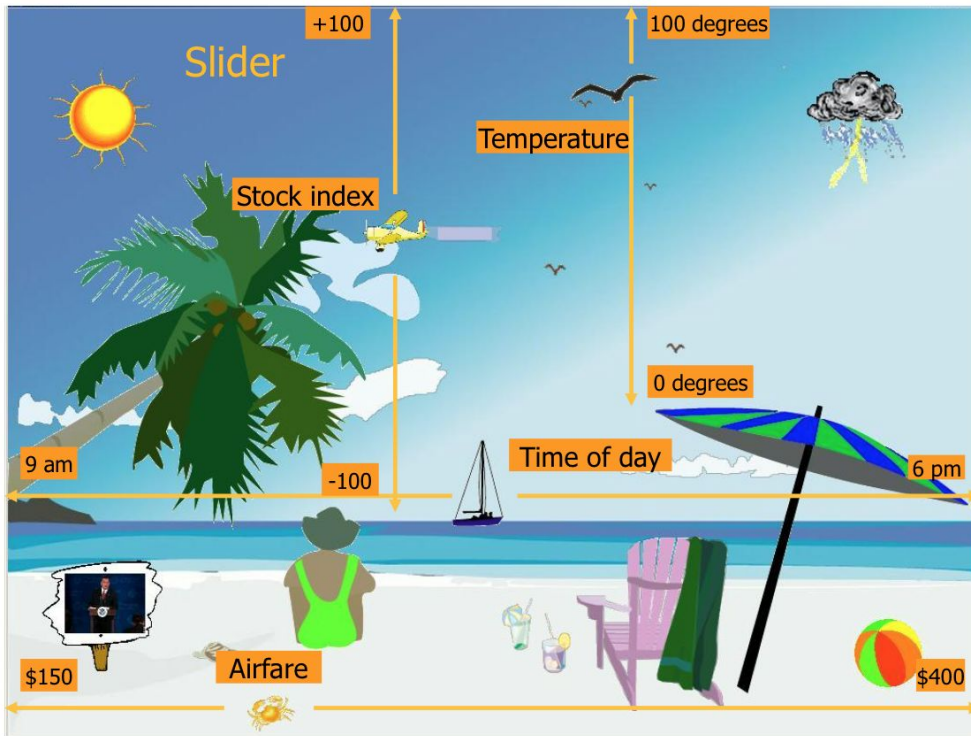 +100
100 degrees
Slider
Temperature
Stock index
0 degrees
9 am
Time of day
6 pm
-100
$150
Airfare
$400